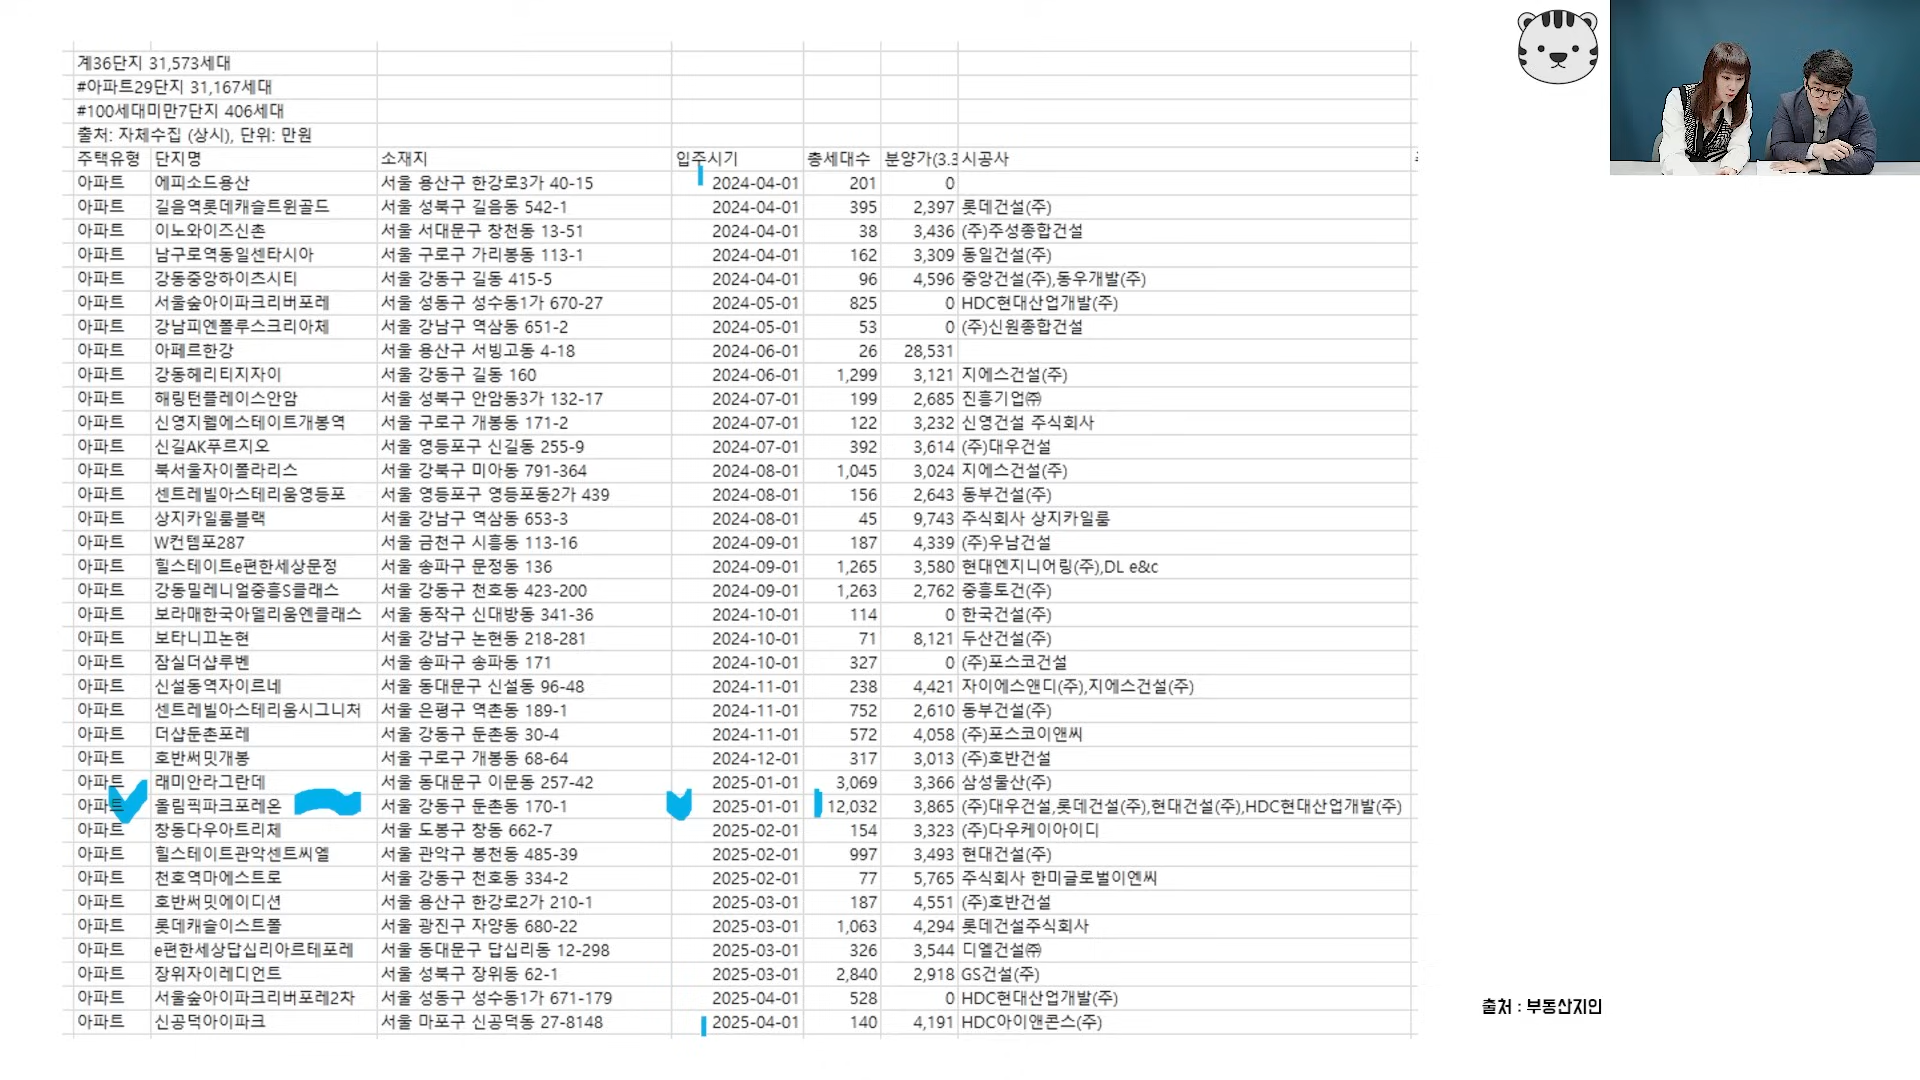 계36단지 31,573세대
#아파트29단지 31,167세대
#100세대미만7단지 406세대
출처: 자체수집 (상시), 단위: 만원
주택유형 단지명 소재지 입주시기 총세대수 분양가(3.3 시공사
아파트 에피소드용산 서울 용산구 한강로3가 40-15 2024-04-01 201 0
아파트 길음역롯데캐슬트윈골드 서울 성북구 길음동 542-1 2024-04-01 395 2,397 롯데건설(주)
아파트 이노와이즈신촌 서울 서대문구 창천동 13-51 2024-04-01 38 3,436 (주)주성종합건설
아파트 남구로역동일센타시아 서울 구로구 가리봉동 113-1 2024-04-01 162 3,309 동일건설(주)
아파트 강동중앙하이츠시티 서울 강동구 길동 415-5 2024-04-01 96 4,596 중앙건설(주),동우개발(주)
아파트 서울숲아이파크리버포레 서울 성동구 성수동1가 670-27 2024-05-01 825 0 HDC현대산업개발(주)
아파트 강남피엔폴루스크리아체 서울 강남구 역삼동 651-2 2024-05-01 53 0 (주)신원종합건설
아파트 아페르한강 서울 용산구 서빙고동 4-18 2024-06-01 26 28,531
아파트 강동헤리티지자이 서울 강동구 길동 160 2024-06-01 1,299 3,121 지에스건설(주)
아파트 해링턴플레이스안암 서울 성북구 안암동3가 132-17 2024-07-01 199 2,685 진흥기업㈜
아파트 신영지웰에스테이트개봉역 서울 구로구 개봉동 171-2 2024-07-01 122 3,232 신영건설 주식회사
아파트 신길AK푸르지오 서울 영등포구 신길동 255-9 2024-07-01 392 3,614 (주)대우건설
아파트 북서울자이폴라리스 서울 강북구 미아동 791-364 2024-08-01 1,045 3,024 지에스건설(주)
아파트 센트레빌아스테리움영등포 서울 영등포구 영등포동2가 439 2024-08-01 156 2,643 동부건설(주)
아파트 상지카일룸블랙 서울 강남구 역삼동 653-3 2024-08-01 45 9,743 주식회사 상지카일룸
아파트 W컨템포287 서울 금천구 시흥동 113-16 2024-09-01 187 4,339 (주)우남건설
아파트 힐스테이트e편한세상문정 서울 송파구 문정동 136 2024-09-01 1,265 3,580 현대엔지니어링(주),DL e&c
아파트 강동밀레니얼중흥S클래스 서울 강동구 천호동 423-200 2024-09-01 1,263 2,762 중흥토건(주)
아파트 보라매한국아델리움엔클래스 서울 동작구 신대방동 341-36 2024-10-01 114 0 한국건설(주)
아파트 보타니끄논현 서울 강남구 논현동 218-281 2024-10-01 71 8,121 두산건설(주)
아파트 잠실더샵루벤 서울 송파구 송파동 171 2024-10-01 327 0 (주)포스코건설
아파트 신설동역자이르네 서울 동대문구 신설동 96-48 2024-11-01 238 4,421 자이에스앤디(주),지에스건설(주)
아파트 센트레빌아스테리움시그니처 서울 은평구 역촌동 189-1 2024-11-01 752 2,610 동부건설(주)
아파트 더샵둔촌포레 서울 강동구 둔촌동 30-4 2024-11-01 572 4,058 (주)포스코이앤씨
아파트 호반써밋개봉 서울 구로구 개봉동 68-64 2024-12-01 317 3,013 (주)호반건설
아파트 래미안라그란데 서울 동대문구 이문동 257-42 2025-01-01 3,069 3,366 삼성물산(주)
아파트 올림픽파크포레온 서울 강동구 둔촌동 170-1 2025-01-01 12,032 3,865 (주)대우건설,롯데건설(주),현대건설(주),HDC현대산업개발(주)
아파트 창동다우아트리체 서울 도봉구 창동 662-7 2025-02-01 154 3,323 (주)다우케이아이디
아파트 힐스테이트관악센트씨엘 서울 관악구 봉천동 485-39 2025-02-01 997 3,493 현대건설(주)
아파트 천호역마에스트로 서울 강동구 천호동 334-2 2025-02-01 77 5,765 주식회사 한미글로벌이엔씨
아파트 호반써밋에이디션 서울 용산구 한강로2가 210-1 2025-03-01 187 4,551 (주)호반건설
아파트 롯데캐슬이스트폴 서울 광진구 자양동 680-22 2025-03-01 1,063 4,294 롯데건설주식회사
아파트 e편한세상답십리아르테포레 서울 동대문구 답십리동 12-298 2025-03-01 326 3,544 디엘건설㈜
아파트 장위자이레디언트 서울 성북구 장위동 62-1 2025-03-01 2,840 2,918 GS건설(주)
아파트 서울숲아이파크리버포레2차 서울 성동구 성수동1가 671-179 2025-04-01 528 0 HDC현대산업개발(주)
아파트 신공덕아이파크 서울 마포구 신공덕동 27-8148 2025-04-01 140 4,191 HDC아이앤콘스(주)
출처 : 부동산지인